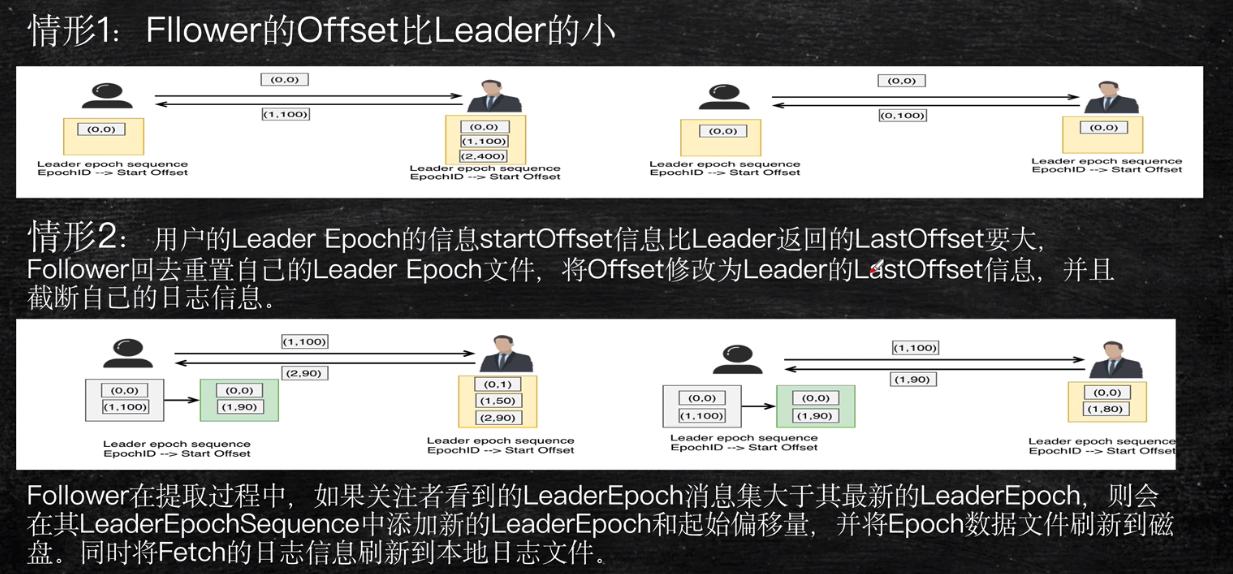 情形1：Fllower的Offset比Leader的小
(0,0)
(1,100)
(0,0)
(0,0)
(1,100)
(2,400)
Leader epoch sequence
EpochID --> Start Offset
Leader epoch sequence
EpochID --> Start Offset
(0,0)
(0,100)
(0,0)
(0,0)
Leader epoch sequence
EpochID --> Start Offset
Leader epoch sequence
EpochID --> Start Offset
情形2： 用户的Leader Epoch的信息startOffset信息比Leader返回的LastOffset要大，
Follower回去重置自己的Leader Epoch文件，将Offset修改为Leader的LastOffset信息，并且
截断自己的日志信息。
(1,100)
(2,90)
(0,0)
(1,100)
(0,0)
(1,90)
(0,1)
(1,50)
(2,90)
Leader epoch sequence
EpochID --> Start Offset
Leader epoch sequence
EpochID --> Start Offset
(1,100)
(1,90)
(0,0)
(1,100)
(0,0)
(1,90)
(0,0)
(1,80)
Leader epoch sequence
EpochID --> Start Offset
Leader epoch sequence
EpochID --> Start Offset
Follower在提取过程中，如果关注者看到的LeaderEpoch消息集大于其最新的LeaderEpoch，则会
在其LeaderEpochSequence中添加新的LeaderEpoch和起始偏移量，并将Epoch数据文件刷新到磁
盘。同时将Fetch的日志信息刷新到本地日志文件。